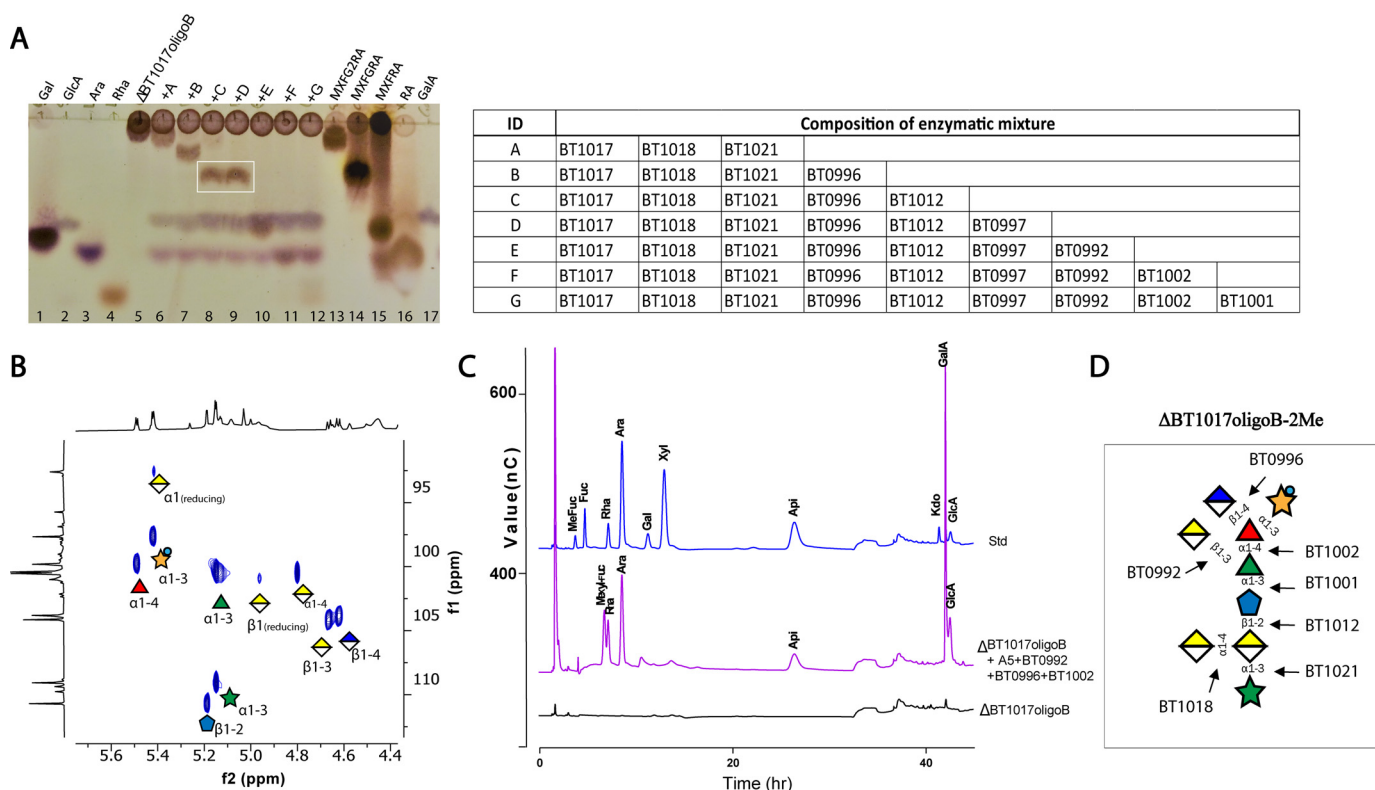 A
Gal
GlcA
Ara
Rha
ΔBT1017oligoB
+A
+B
+C
+D
+E
+F
+G
MXFG2RA
MXFGRA
MXFRA
RA
GalA
1 2 3 4 5 6 7 8 9 10 11 12 13 14 15 16 17
ID Composition of enzymatic mixture
A BT1017 BT1018 BT1021
B BT1017 BT1018 BT1021 BT0996
C BT1017 BT1018 BT1021 BT0996 BT1012
D BT1017 BT1018 BT1021 BT0996 BT1012 BT0997
E BT1017 BT1018 BT1021 BT0996 BT1012 BT0997 BT0992
F BT1017 BT1018 BT1021 BT0996 BT1012 BT0997 BT0992 BT1002
G BT1017 BT1018 BT1021 BT0996 BT1012 BT0997 BT0992 BT1002 BT1001
B
α1(reducing)
α1-3
α1-4
α1-3
β1(reducing)
α1-4
β1-3
β1-4
α1-3
β1-2
95
100
105
110
f1 (ppm)
5.6 5.4 5.2 5.0 4.8 4.6 4.4
f2 (ppm)
C
600
400
Value(nC)
MeFuc
Fuc
Rha
Ara
Xyl
Gal
Api
Kdo
GlcA
Std
Rha
Ara
Api
GalA
GlcA
ΔBT1017oligoB
+ A5+BT0992
+BT0996+BT1002
ΔBT1017oligoB
0 20 40
Time (hr)
D
ΔBT1017oligoB-2Me
BT0996
β1-4
α1-3
β1-3
α1-4
BT1002
BT0992
α1-3
BT1001
β1-2
BT1012
α1-4
α1-3
BT1021
BT1018